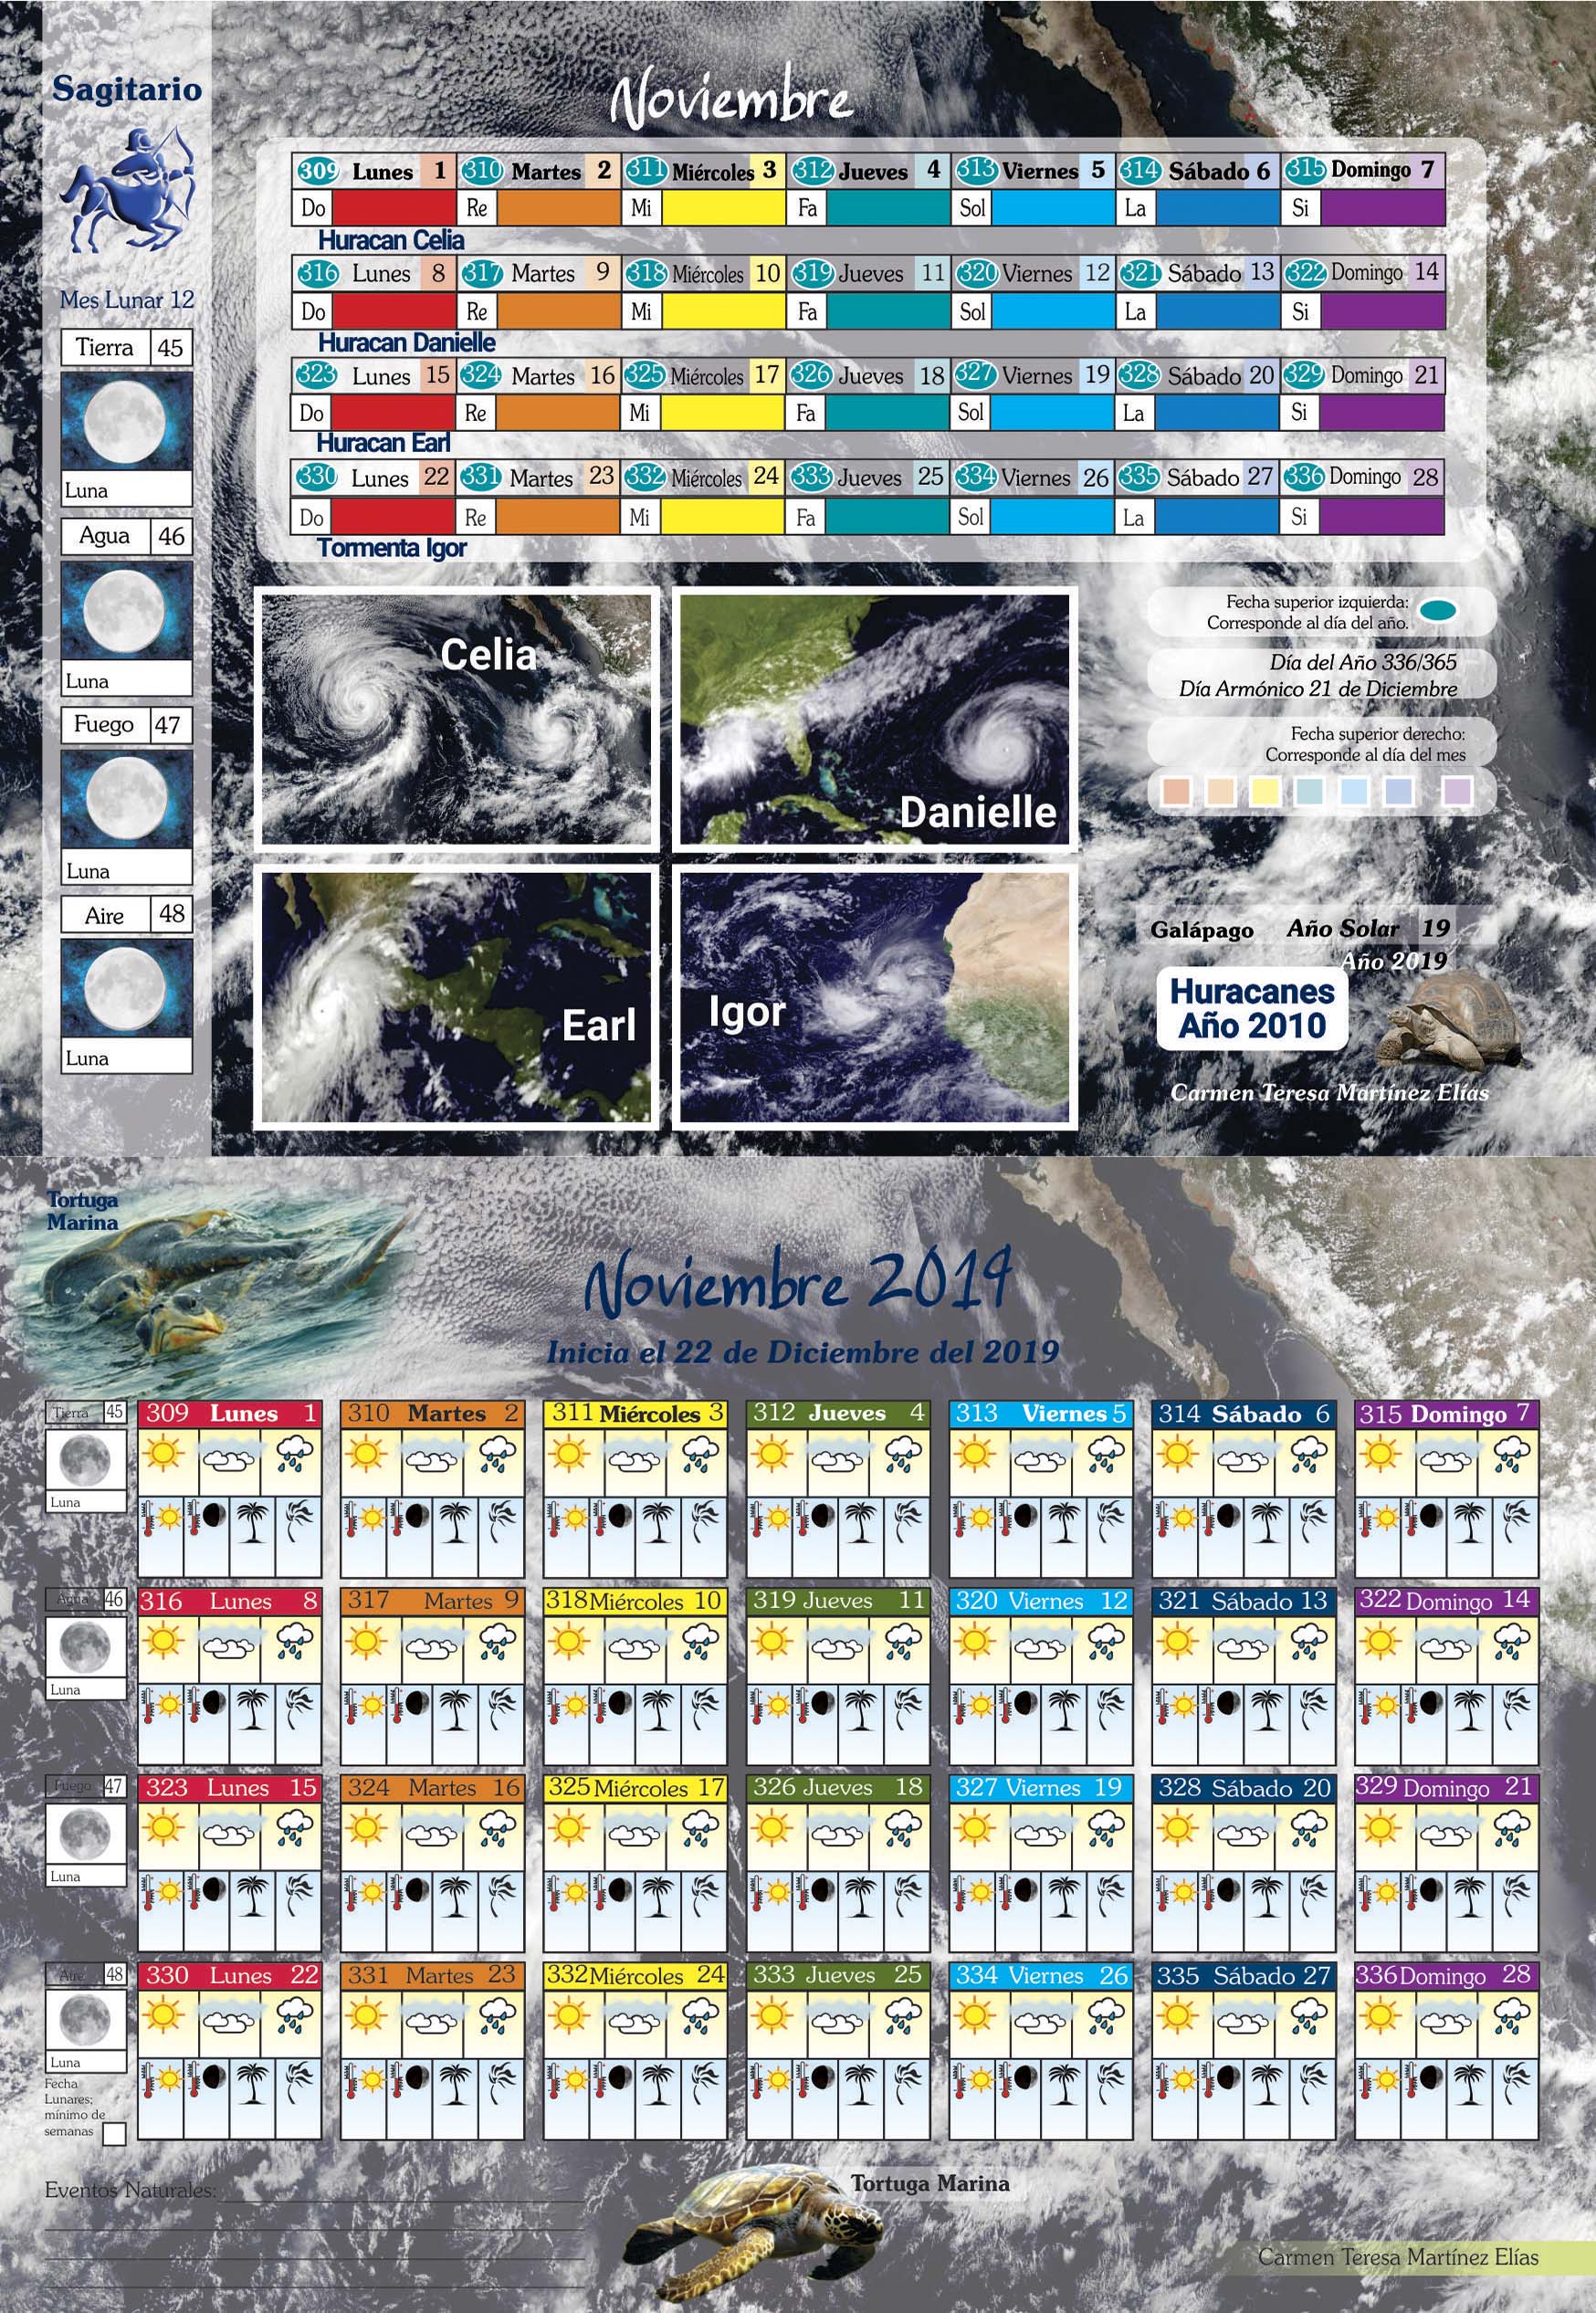 Sagitario
Noviembre
309 Lunes 1 310 Martes 2 311 Miércoles 3 312 Jueves 4 313 Viernes 5 314 Sábado 6 315 Domingo 7
Do Re Mi Fa Sol La Si
Huracan Celia
316 Lunes 8 317 Martes 9 318 Miércoles 10 319 Jueves 11 320 Viernes 12 321 Sábado 13 322 Domingo 14
Do Re Mi Fa Sol La Si
Huracan Danielle
323 Lunes 15 324 Martes 16 325 Miércoles 17 326 Jueves 18 327 Viernes 19 328 Sábado 20 329 Domingo 21
Do Re Mi Fa Sol La Si
Huracan Earl
330 Lunes 22 331 Martes 23 332 Miércoles 24 333 Jueves 25 334 Viernes 26 335 Sábado 27 336 Domingo 28
Do Re Mi Fa Sol La Si
Tormenta Igor
Mes Lunar 12
Tierra 45
Luna
Agua 46
Luna
Fuego 47
Luna
Aire 48
Luna
Celia
Danielle
Earl
Igor
Fecha superior izquierda:
Corresponde al día del año.
Día del Año 336/365
Día Armónico 21 de Diciembre
Fecha superior derecho:
Corresponde al día del mes
Galápago Año Solar 19
Año 2019
Huracanes
Año 2010
Carmen Teresa Martínez Elías
Tortuga
Marina
Noviembre 2019
Inicia el 22 de Diciembre del 2019
Tierra 45
Luna
309 Lunes 1 310 Martes 2 311 Miércoles 3 312 Jueves 4 313 Viernes 5 314 Sábado 6 315 Domingo 7
Agua 46
Luna
316 Lunes 8 317 Martes 9 318 Miércoles 10 319 Jueves 11 320 Viernes 12 321 Sábado 13 322 Domingo 14
Fuego 47
Luna
323 Lunes 15 324 Martes 16 325 Miércoles 17 326 Jueves 18 327 Viernes 19 328 Sábado 20 329 Domingo 21
Aire 48
Luna
330 Lunes 22 331 Martes 23 332 Miércoles 24 333 Jueves 25 334 Viernes 26 335 Sábado 27 336 Domingo 28
Fecha
Lunares;
mínimo de
semanas
Eventos Naturales:
Tortuga Marina
Carmen Teresa Martínez Elías